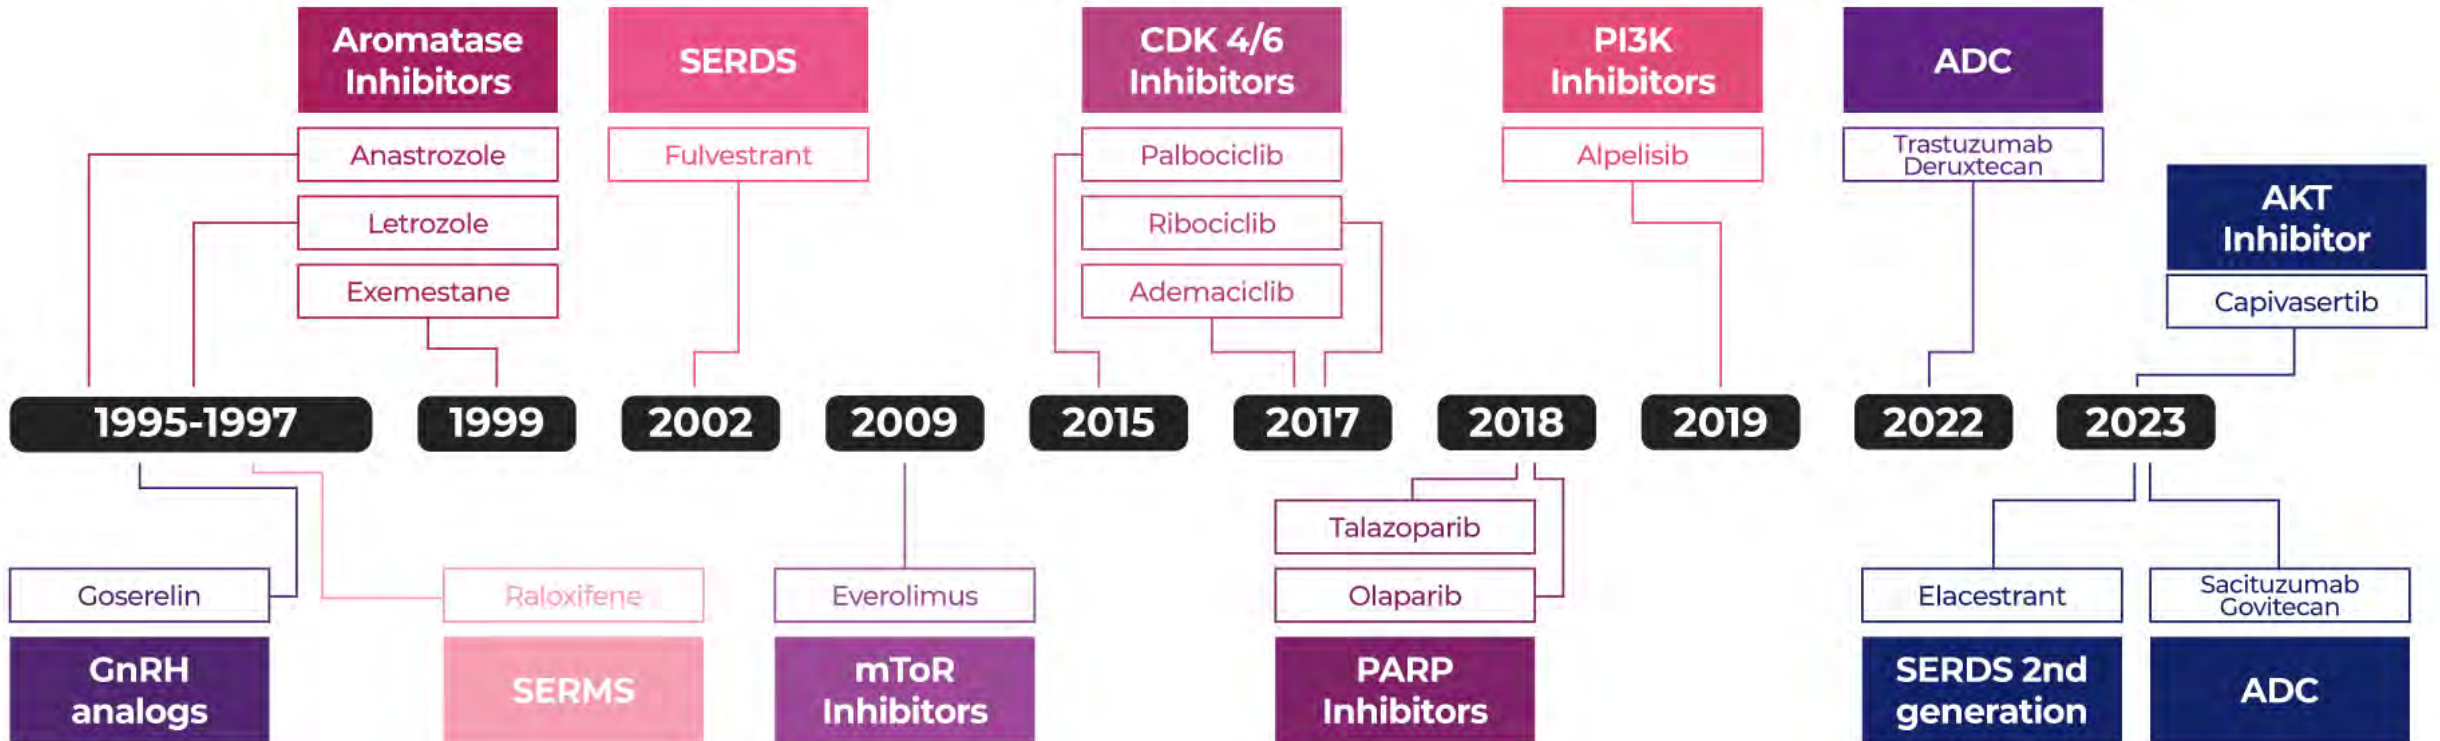 Aromatase
Inhibitors
Anastrozole
Letrozole
Exemestane
SERDS
Fulvestrant
CDK 4/6
Inhibitors
Palbociclib
Ribociclib
Ademaciclib
PI3K
Inhibitors
Alpelisib
ADC
Trastuzumab
Deruxtecan
AKT
Inhibitor
Capivasertib
1995-1997
1999
2002
2009
2015
2017
2018
2019
2022
2023
Goserelin
GnRH
analogs
Raloxifene
SERMS
Everolimus
mToR
Inhibitors
Talazoparib
Olaparib
PARP
Inhibitors
Elacestrant
SERDS 2nd
generation
Sacituzumab
Govitecan
ADC